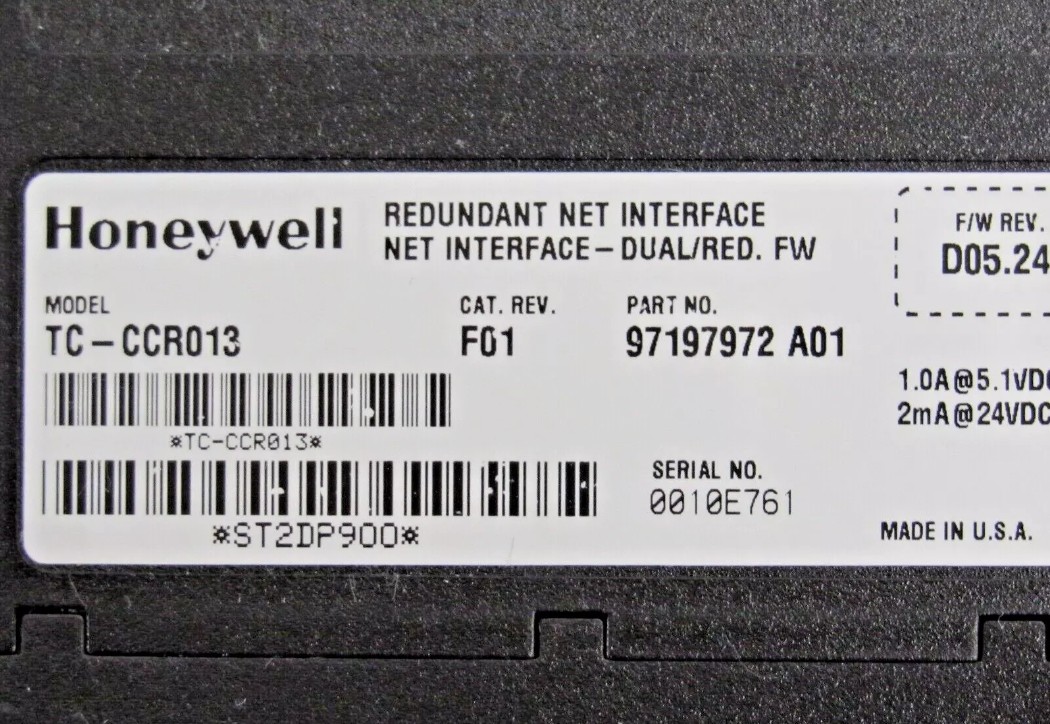 Honeywell
REDUNDANT NET INTERFACE
NET INTERFACE – DUAL/RED. FW
F/W REV.
D05.24
MODEL
TC – CCR013
CAT. REV.
F01
PART NO.
97197972 A01
*TC-CCR013*
1.0A@5.1VDC
2mA@24VDC
*ST2DP900*
SERIAL NO.
0010E761
MADE IN U.S.A.